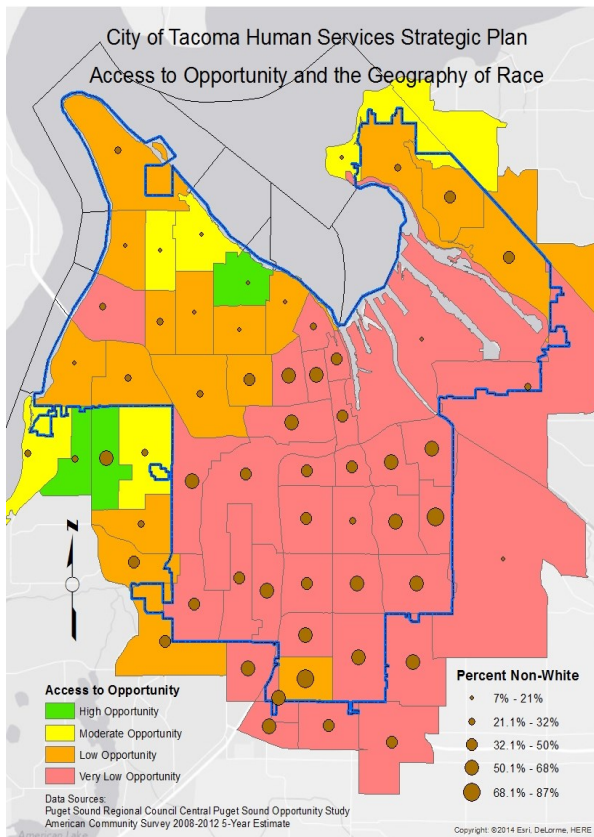 City of Tacoma Human Services Strategic Plan
Access to Opportunity and the Geography of Race
N
Access to Opportunity
High Opportunity
Moderate Opportunity
Low Opportunity
Very Low Opportunity
Percent Non-White
7% - 21%
21.1% - 32%
32.1% - 50%
50.1% - 68%
68.1% - 87%
Data Sources:
Puget Sound Regional Council Central Puget Sound Opportunity Study
American Community Survey 2008-2012 5-Year Estimate
American Lake
Copyright: ©2014 Esri, DeLorme, HERE